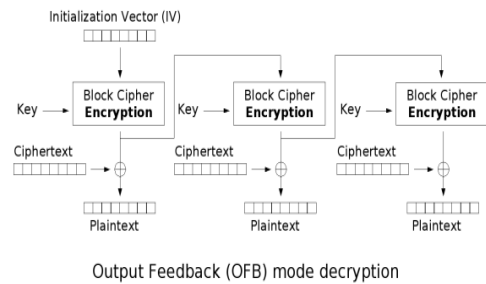 Initialization Vector (IV)
Block Cipher
Encryption
Key
Block Cipher
Encryption
Key
Block Cipher
Encryption
Key
Ciphertext
Ciphertext
Ciphertext
Plaintext
Plaintext
Plaintext
Output Feedback (OFB) mode decryption